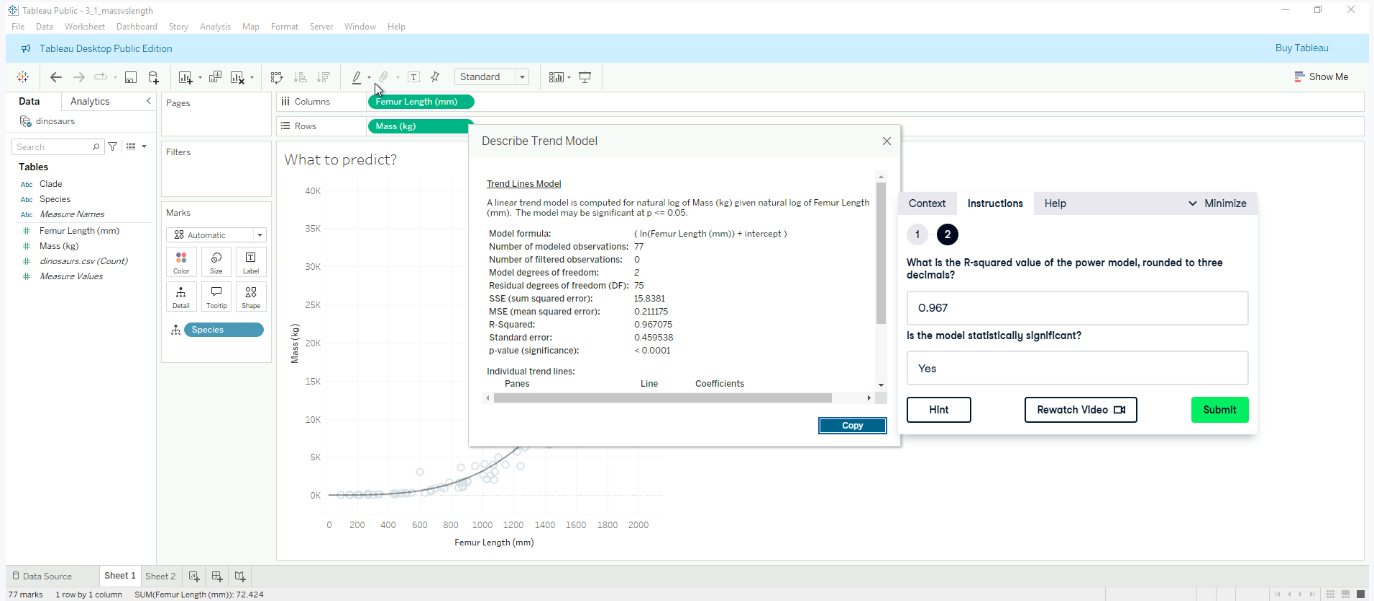 Tableau Public - 3_1_massvslength
File Data Worksheet Dashboard Story Analysis Map Format Server Window Help
Tableau Desktop Public Edition
Buy Tableau
Standard
Show Me
Data
Analytics
dinosaurs
Search
Tables
Abc Clade
Abc Species
Abc Measure Names
# Femur Length (mm)
# Mass (kg)
# dinosaurs.csv (Count)
# Measure Values
Pages
Filters
Marks
Automatic
Color Size Label
Detail Tooltip Shape
Species
Columns
Femur Length (mm)
Rows
Mass (kg)
What to predict?
40K
35K
30K
25K
20K
15K
10K
5K
0K
Mass (kg)
0 200 400 600 800 1000 1200 1400 1600 1800 2000
Femur Length (mm)
Describe Trend Model
Trend Lines Model
A linear trend model is computed for natural log of Mass (kg) given natural log of Femur Length
(mm). The model may be significant at p <= 0.05.
Model formula: ( ln(Femur Length (mm)) + intercept )
Number of modeled observations: 77
Number of filtered observations: 0
Model degrees of freedom: 2
Residual degrees of freedom (DF): 75
SSE (sum squared error): 15.8381
MSE (mean squared error): 0.211175
R-Squared: 0.967075
Standard error: 0.459538
p-value (significance): < 0.0001
Individual trend lines:
Panes Line Coefficients
Copy
Context
Instructions
Help
Minimize
1 2
What is the R-squared value of the power model, rounded to three
decimals?
0.967
Is the model statistically significant?
Yes
Hint
Rewatch Video
Submit
Data Source
Sheet 1
Sheet 2
77 marks 1 row by 1 column SUM(Femur Length (mm)): 72,424